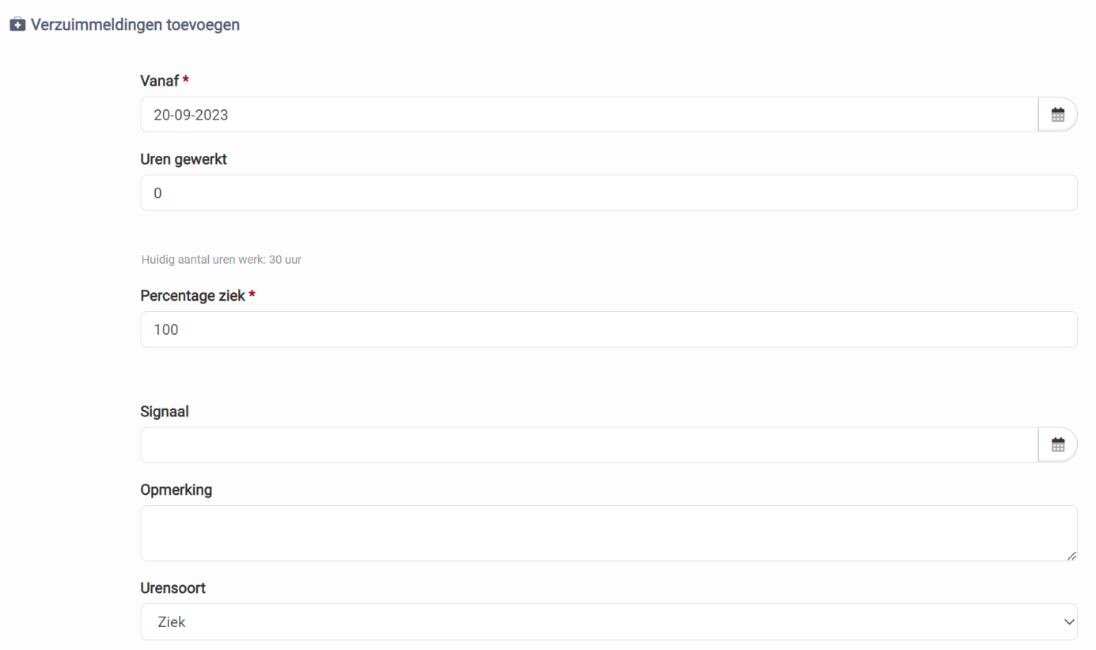 Verzuimmeldingen toevoegen
Vanaf *
20-09-2023
Uren gewerkt
0
Huidig aantal uren werk: 30 uur
Percentage ziek *
100
Signaal
Opmerking
Urensoort
Ziek